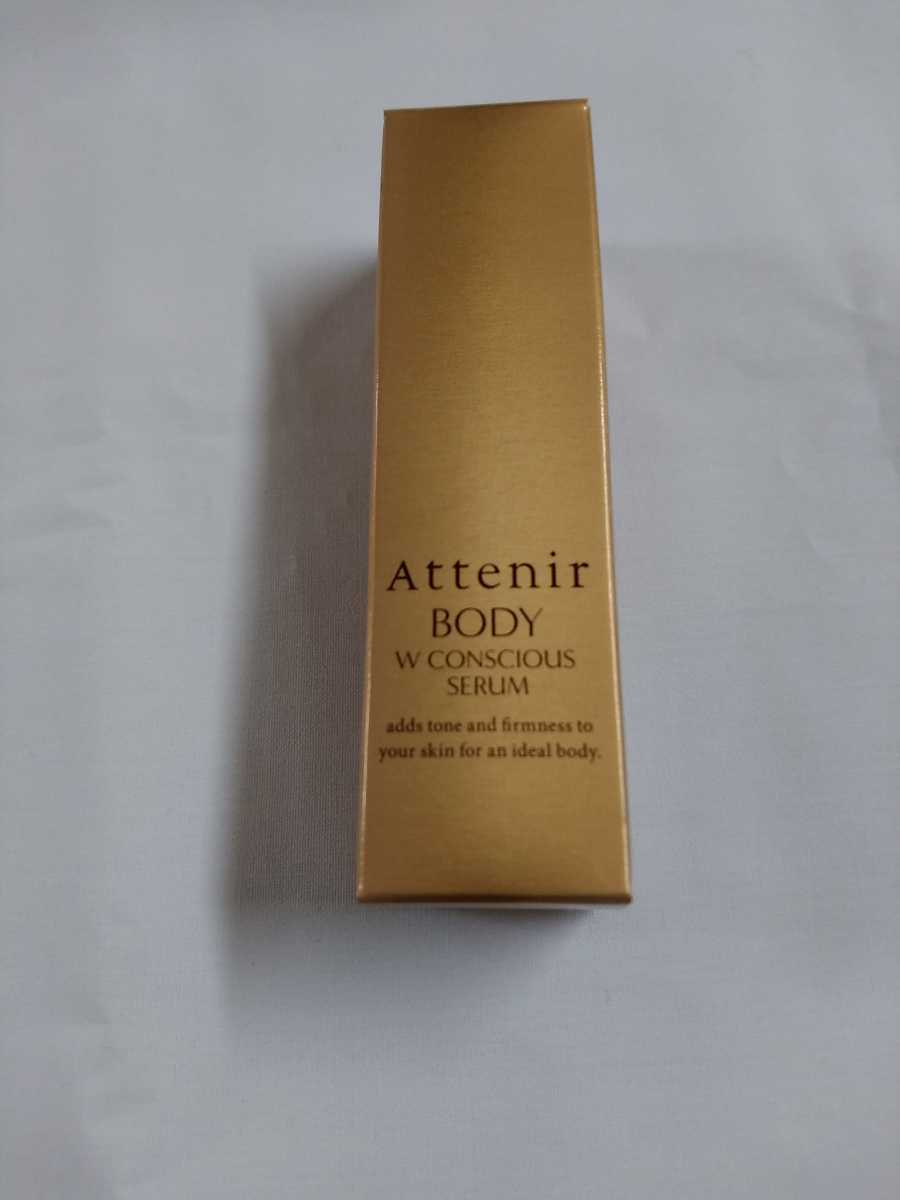 Attenir
BODY
W CONSCIOUS
SERUM
adds tone and firmness to
your skin for an ideal body.